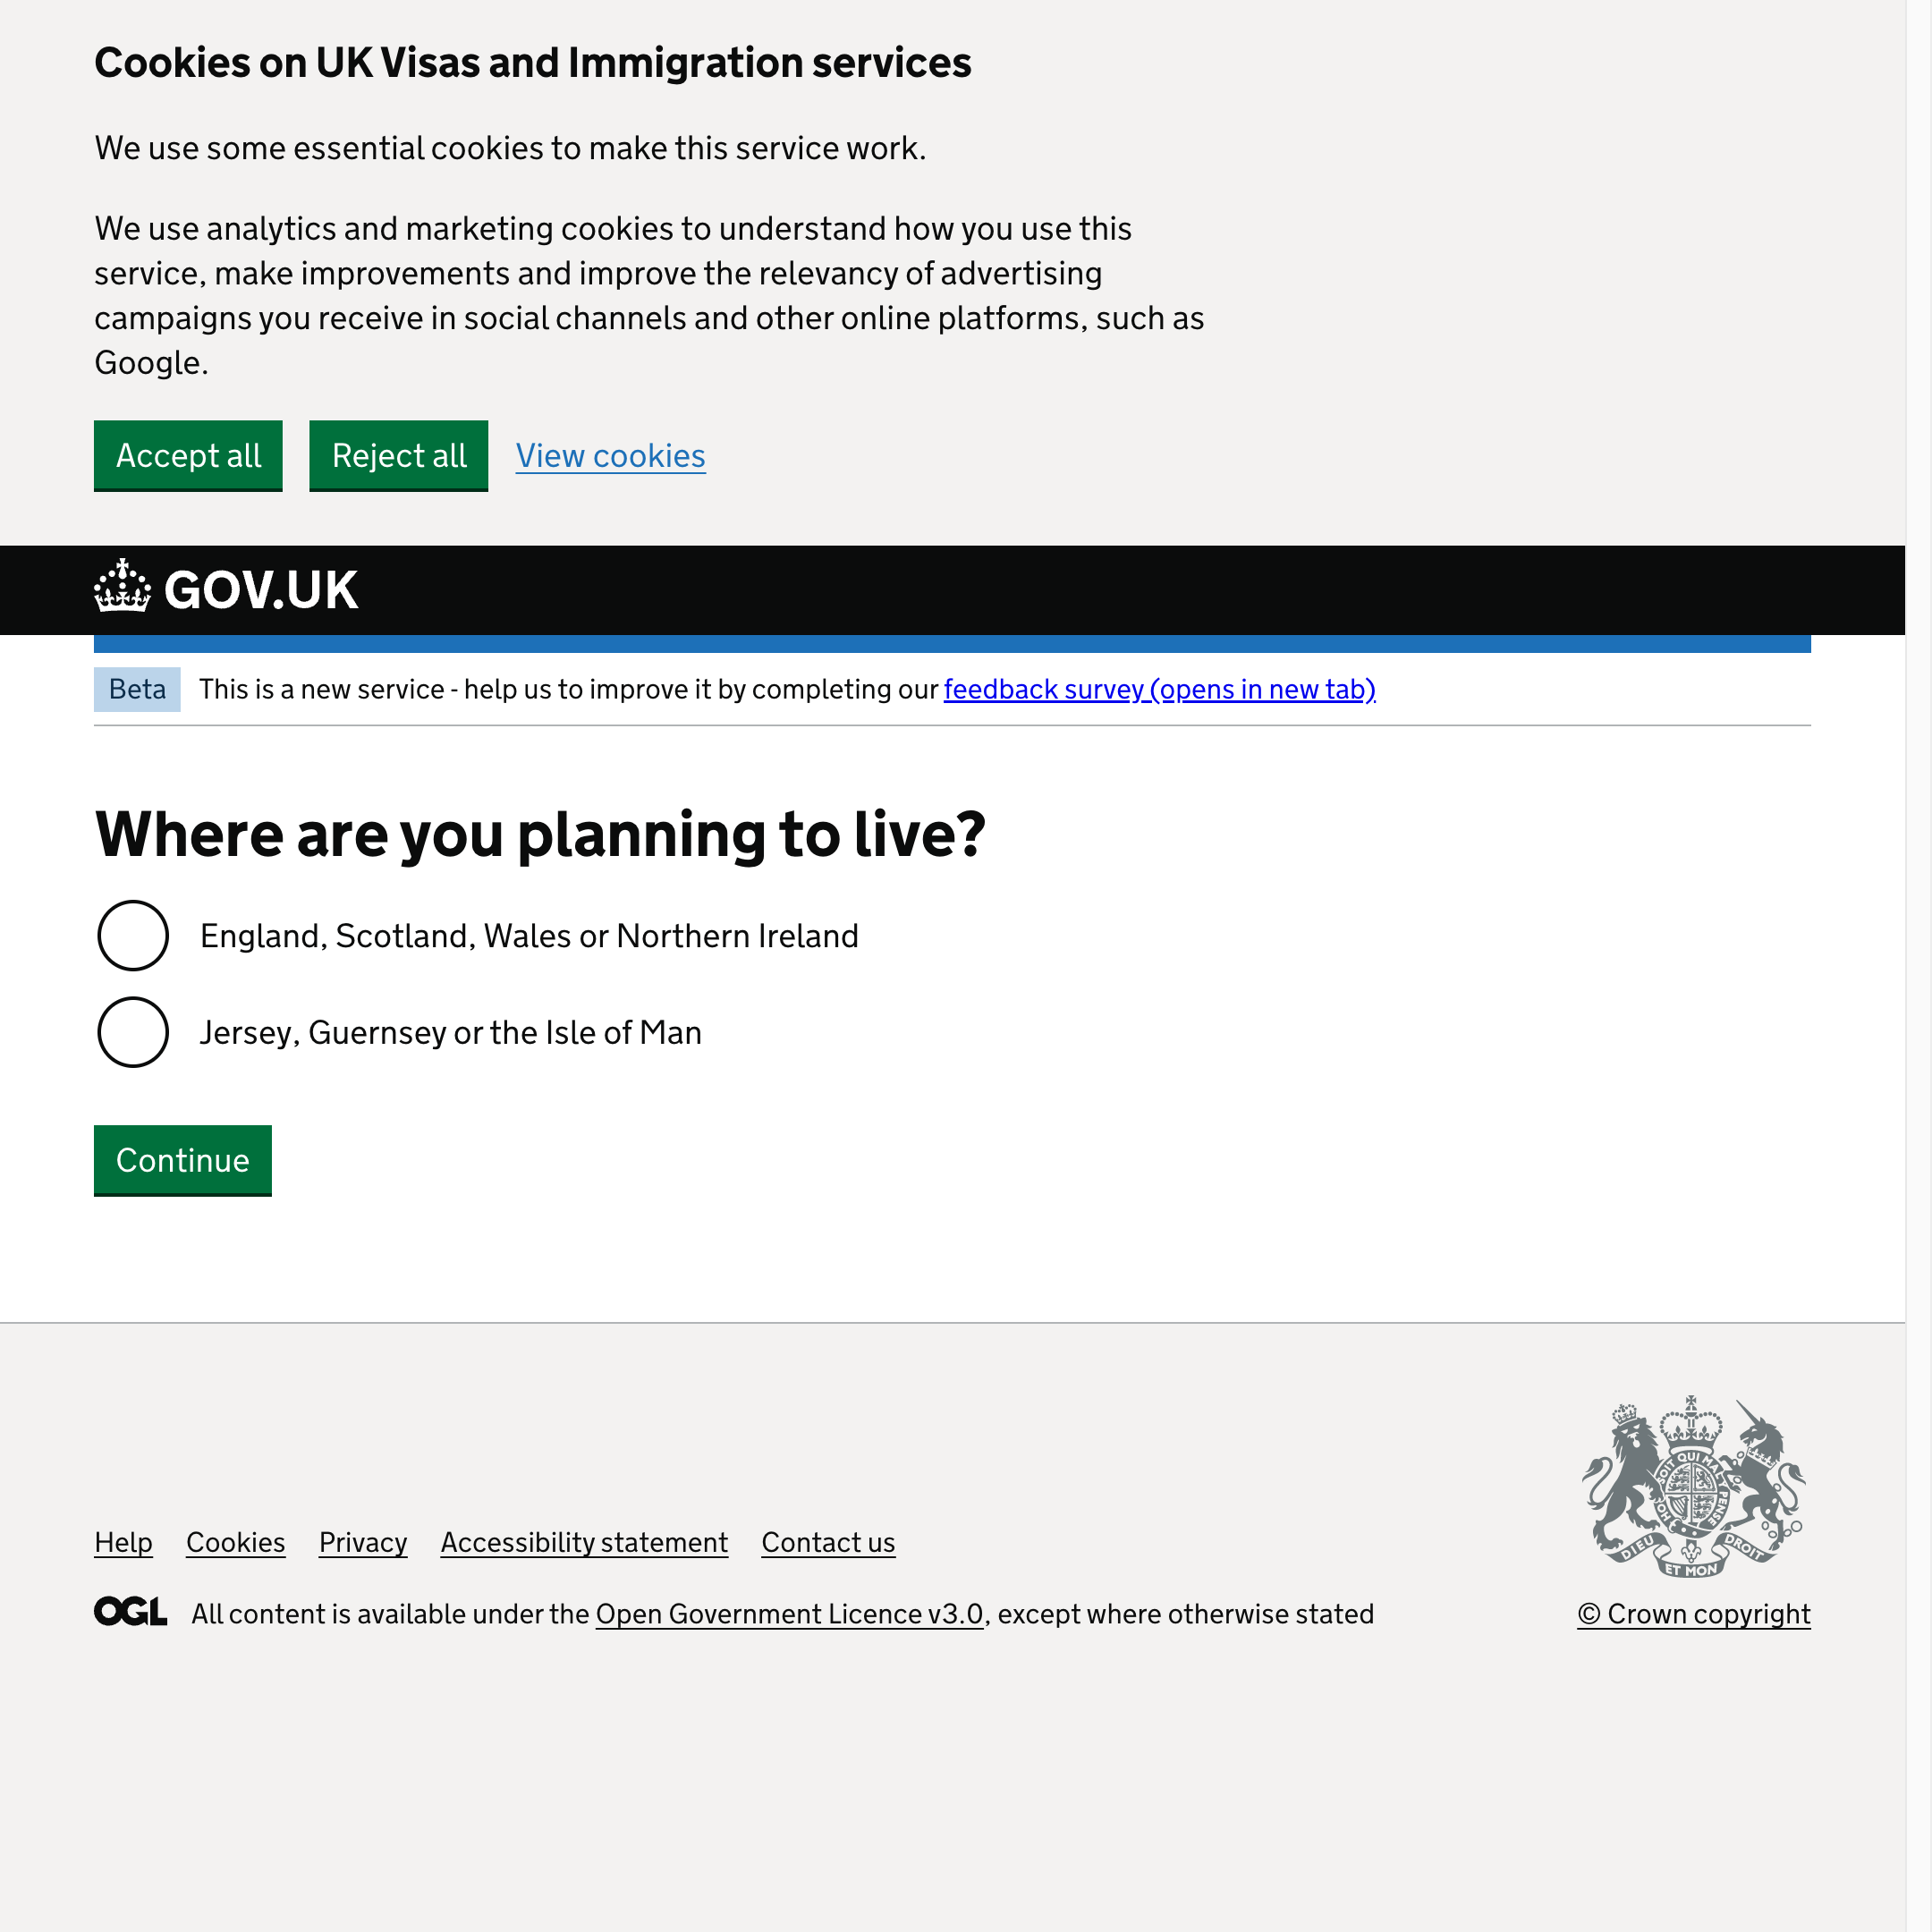 Cookies on UK Visas and Immigration services
We use some essential cookies to make this service work.
We use analytics and marketing cookies to understand how you use this
service, make improvements and improve the relevancy of advertising
campaigns you receive in social channels and other online platforms, such as
Google.
Accept all Reject all View cookies
GOV.UK
Beta This is a new service - help us to improve it by completing our feedback survey (opens in new tab)
Where are you planning to live?
England, Scotland, Wales or Northern Ireland
Jersey, Guernsey or the Isle of Man
Continue
SOIT QUI MAL Y PENSE
DIEU ET MON DROIT
Help Cookies Privacy Accessibility statement Contact us
OGL All content is available under the Open Government Licence v3.0, except where otherwise stated
© Crown copyright